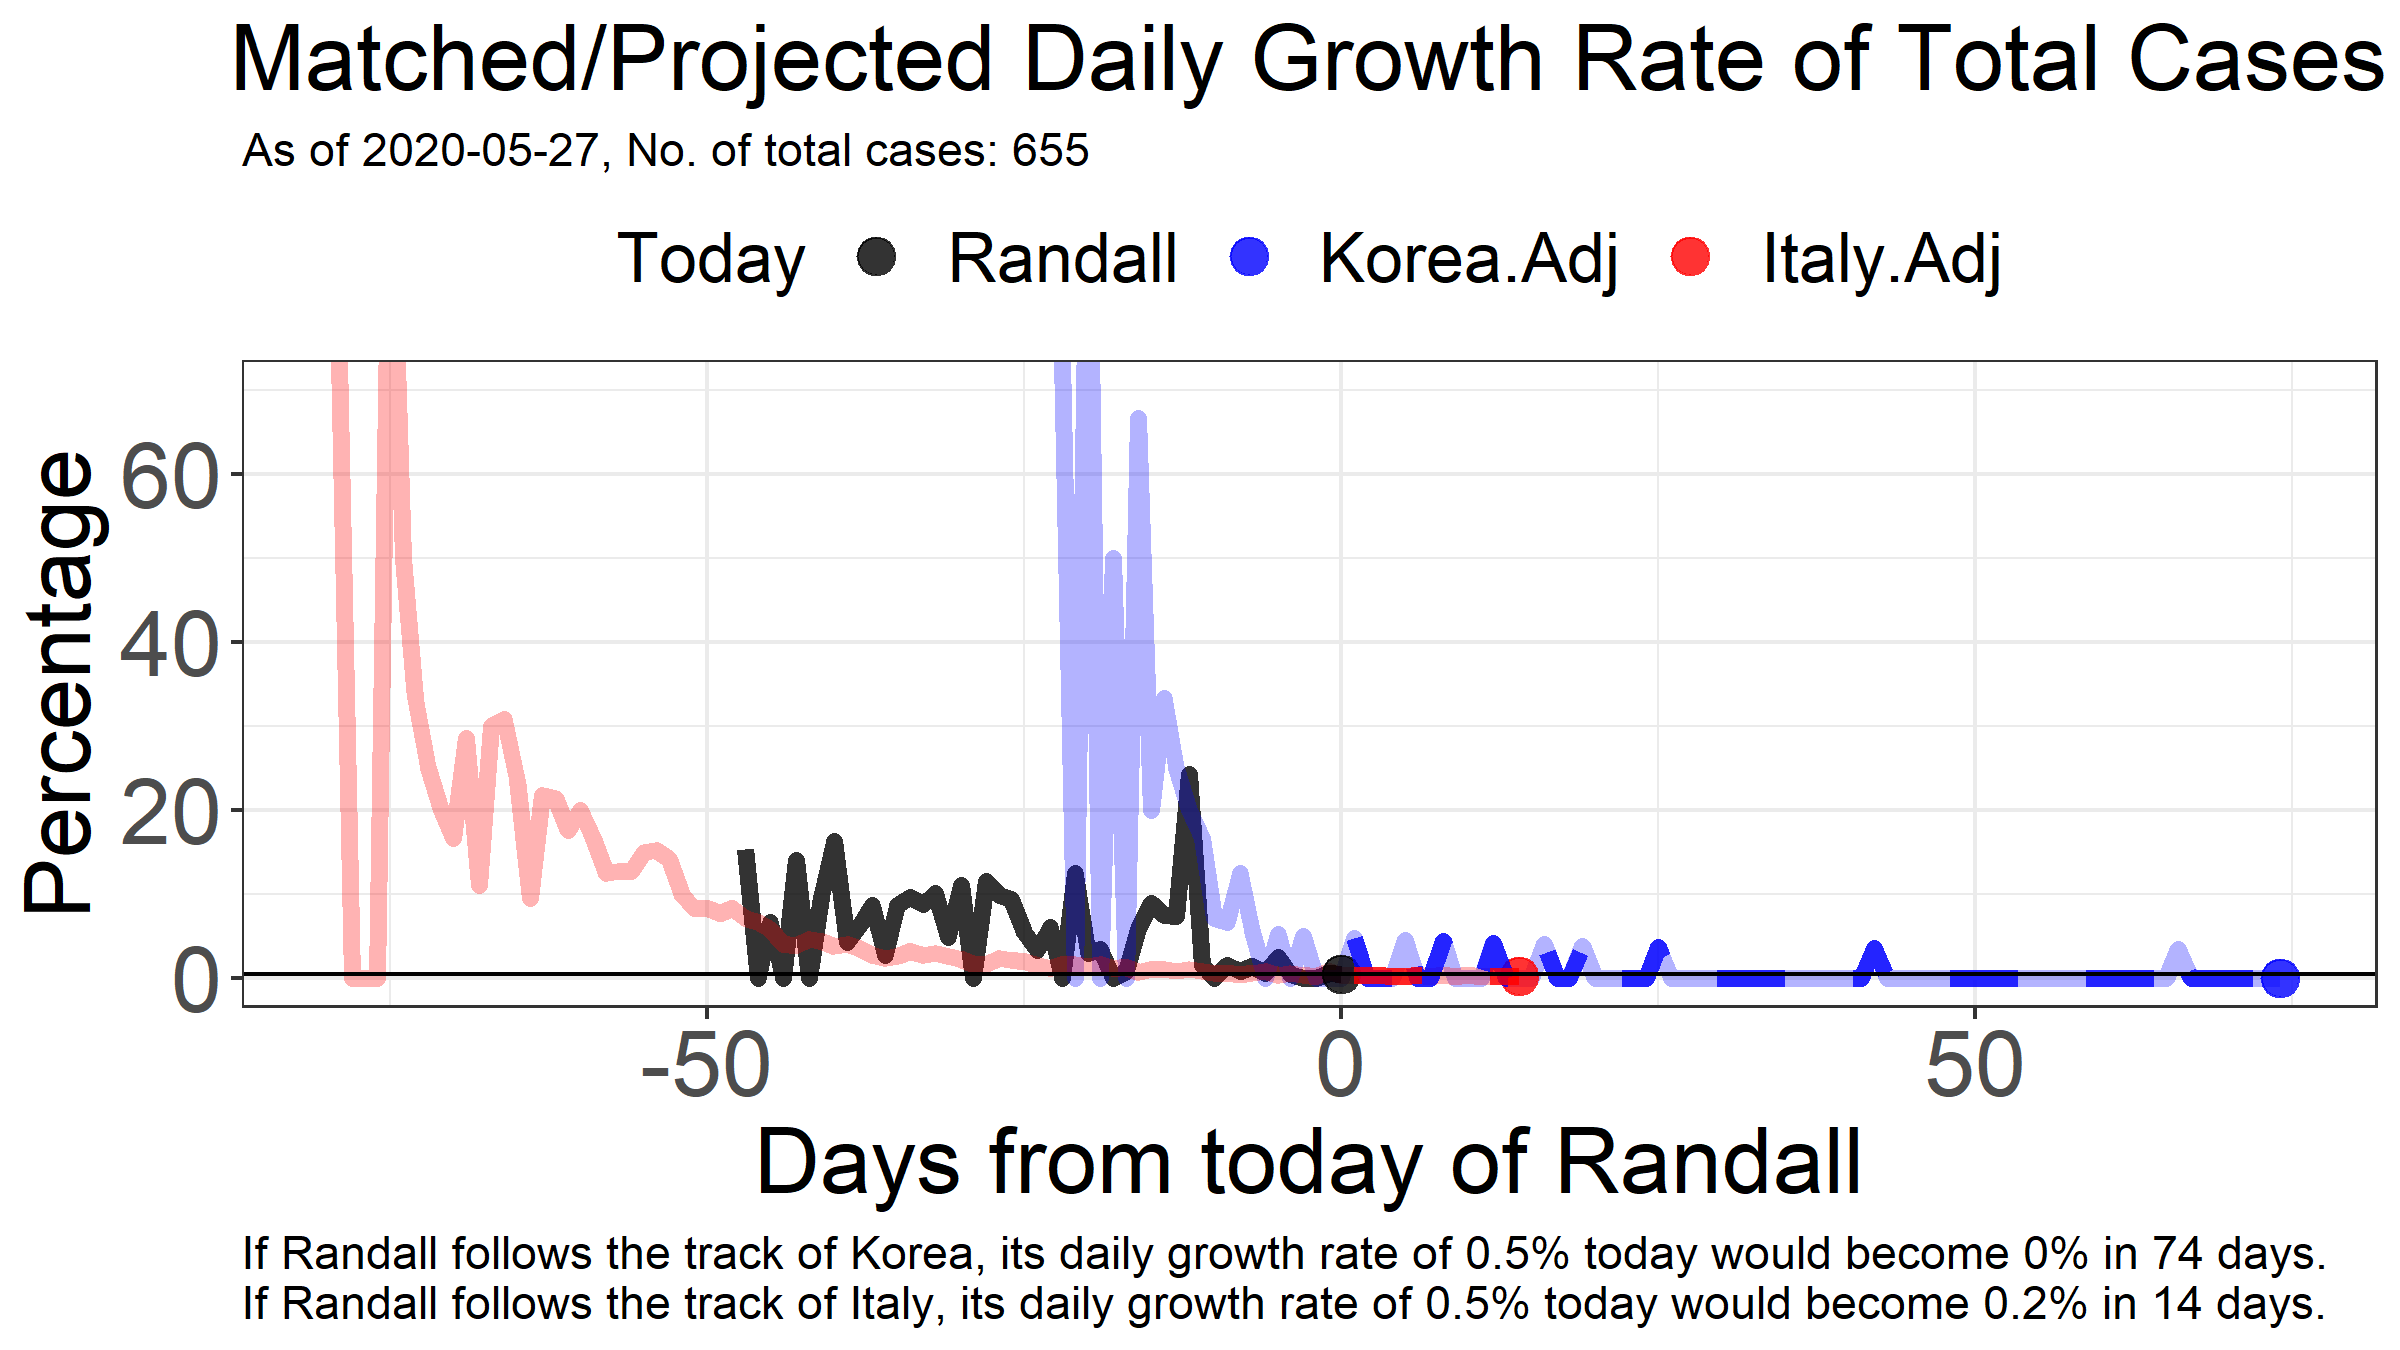 Matched/Projected Daily Growth Rate of Total Cases
As of 2020-05-27, No. of total cases: 655
Today Randall Korea.Adj Italy.Adj
Percentage
60
40
20
0
-50 0 50
Days from today of Randall
If Randall follows the track of Korea, its daily growth rate of 0.5% today would become 0% in 74 days.
If Randall follows the track of Italy, its daily growth rate of 0.5% today would become 0.2% in 14 days.